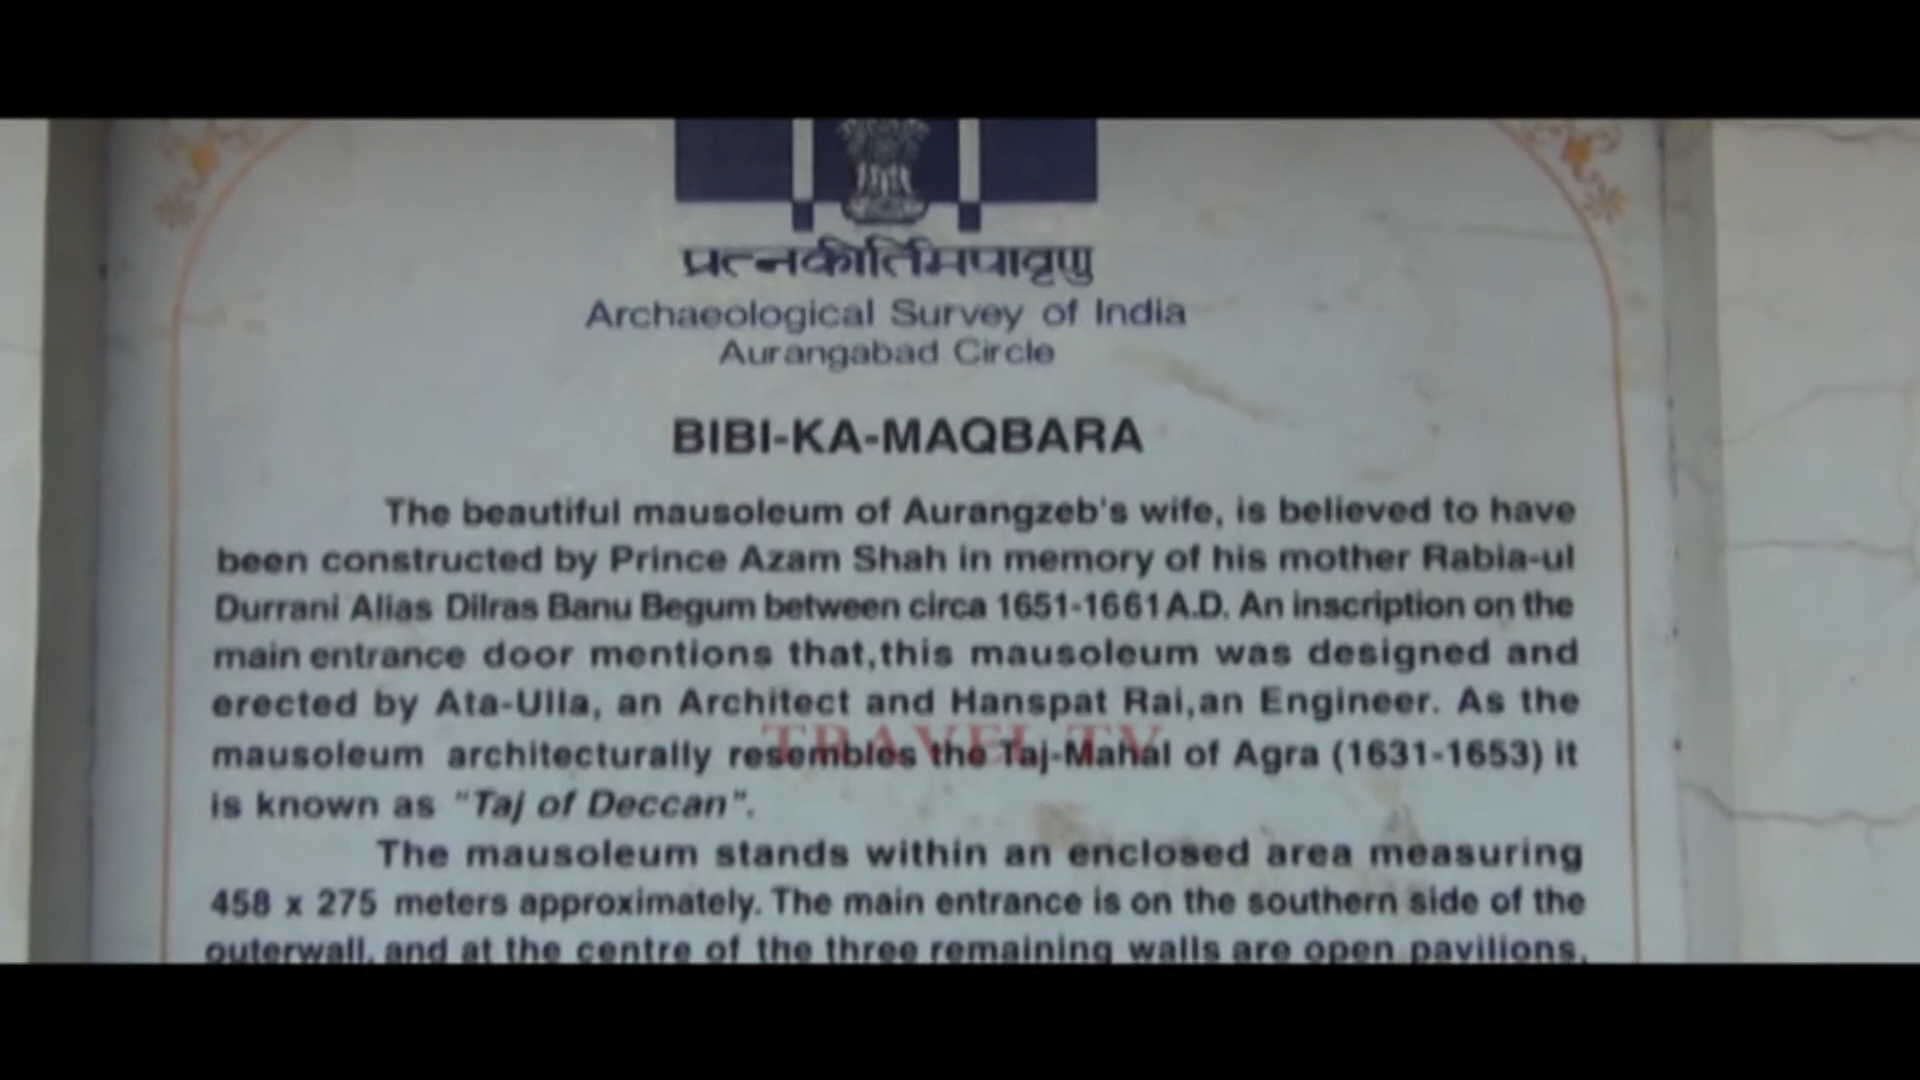 प्रत्नकीर्तिमपावृणु
Archaeological Survey of India
Aurangabad Circle
BIBI-KA-MAQBARA
The beautiful mausoleum of Aurangzeb's wife, is believed to have
been constructed by Prince Azam Shah in memory of his mother Rabia-ul
Durrani Alias Dilras Banu Begum between circa 1651-1661 A.D. An inscription on the
main entrance door mentions that,this mausoleum was designed and
erected by Ata-Ulla, an Architect and Hanspat Rai,an Engineer. As the
mausoleum architecturally resembles the Taj-Mahal of Agra (1631-1653) it
TRAVEL TV
is known as "Taj of Deccan".
The mausoleum stands within an enclosed area measuring
458 x 275 meters approximately. The main entrance is on the southern side of the
outerwall, and at the centre of the three remaining walls are open pavilions.